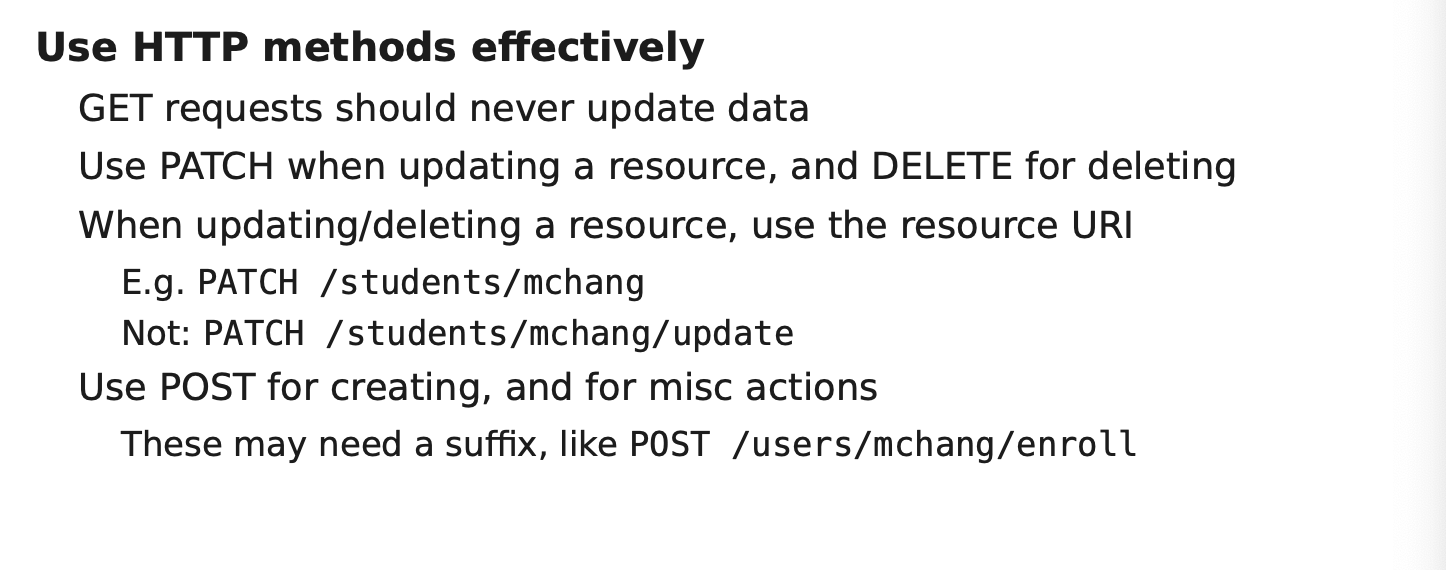 Use HTTP methods effectively
GET requests should never update data
Use PATCH when updating a resource, and DELETE for deleting
When updating/deleting a resource, use the resource URI
E.g. PATCH /students/mchang
Not: PATCH /students/mchang/update
Use POST for creating, and for misc actions
These may need a suffix, like POST /users/mchang/enroll